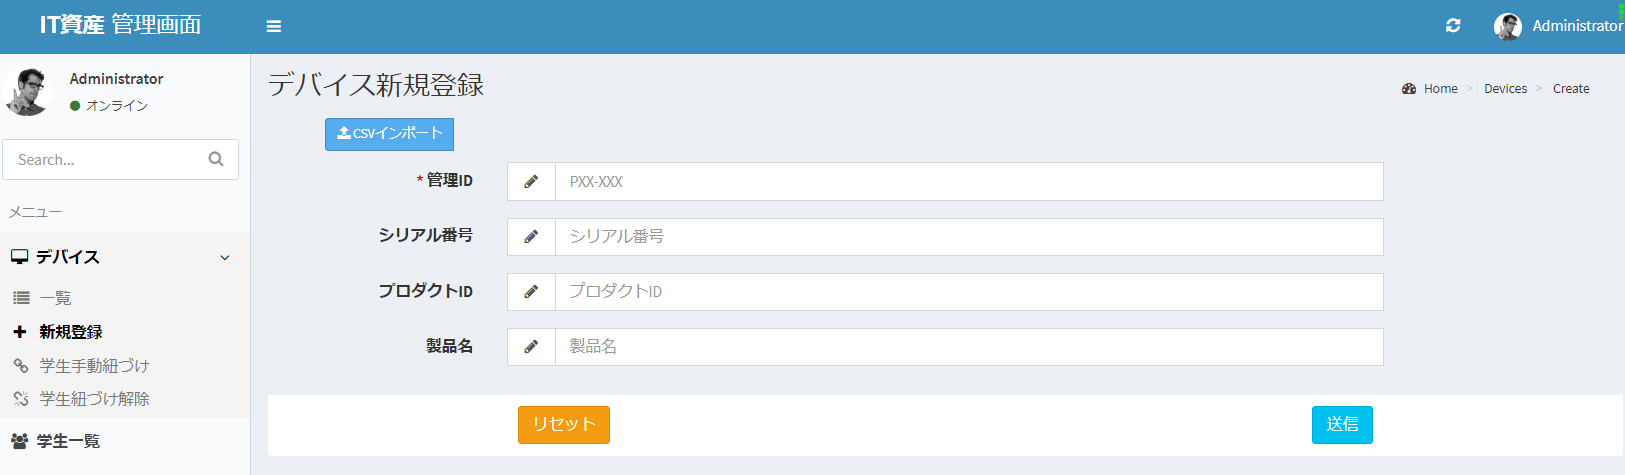 IT資産 管理画面
Administrator
Administrator
オンライン
Search...
メニュー
デバイス
一覧
新規登録
学生手動紐づけ
学生紐づけ解除
学生一覧
デバイス新規登録
Home > Devices > Create
CSVインポート
* 管理ID PXX-XXX
シリアル番号 シリアル番号
プロダクトID プロダクトID
製品名 製品名
リセット 送信